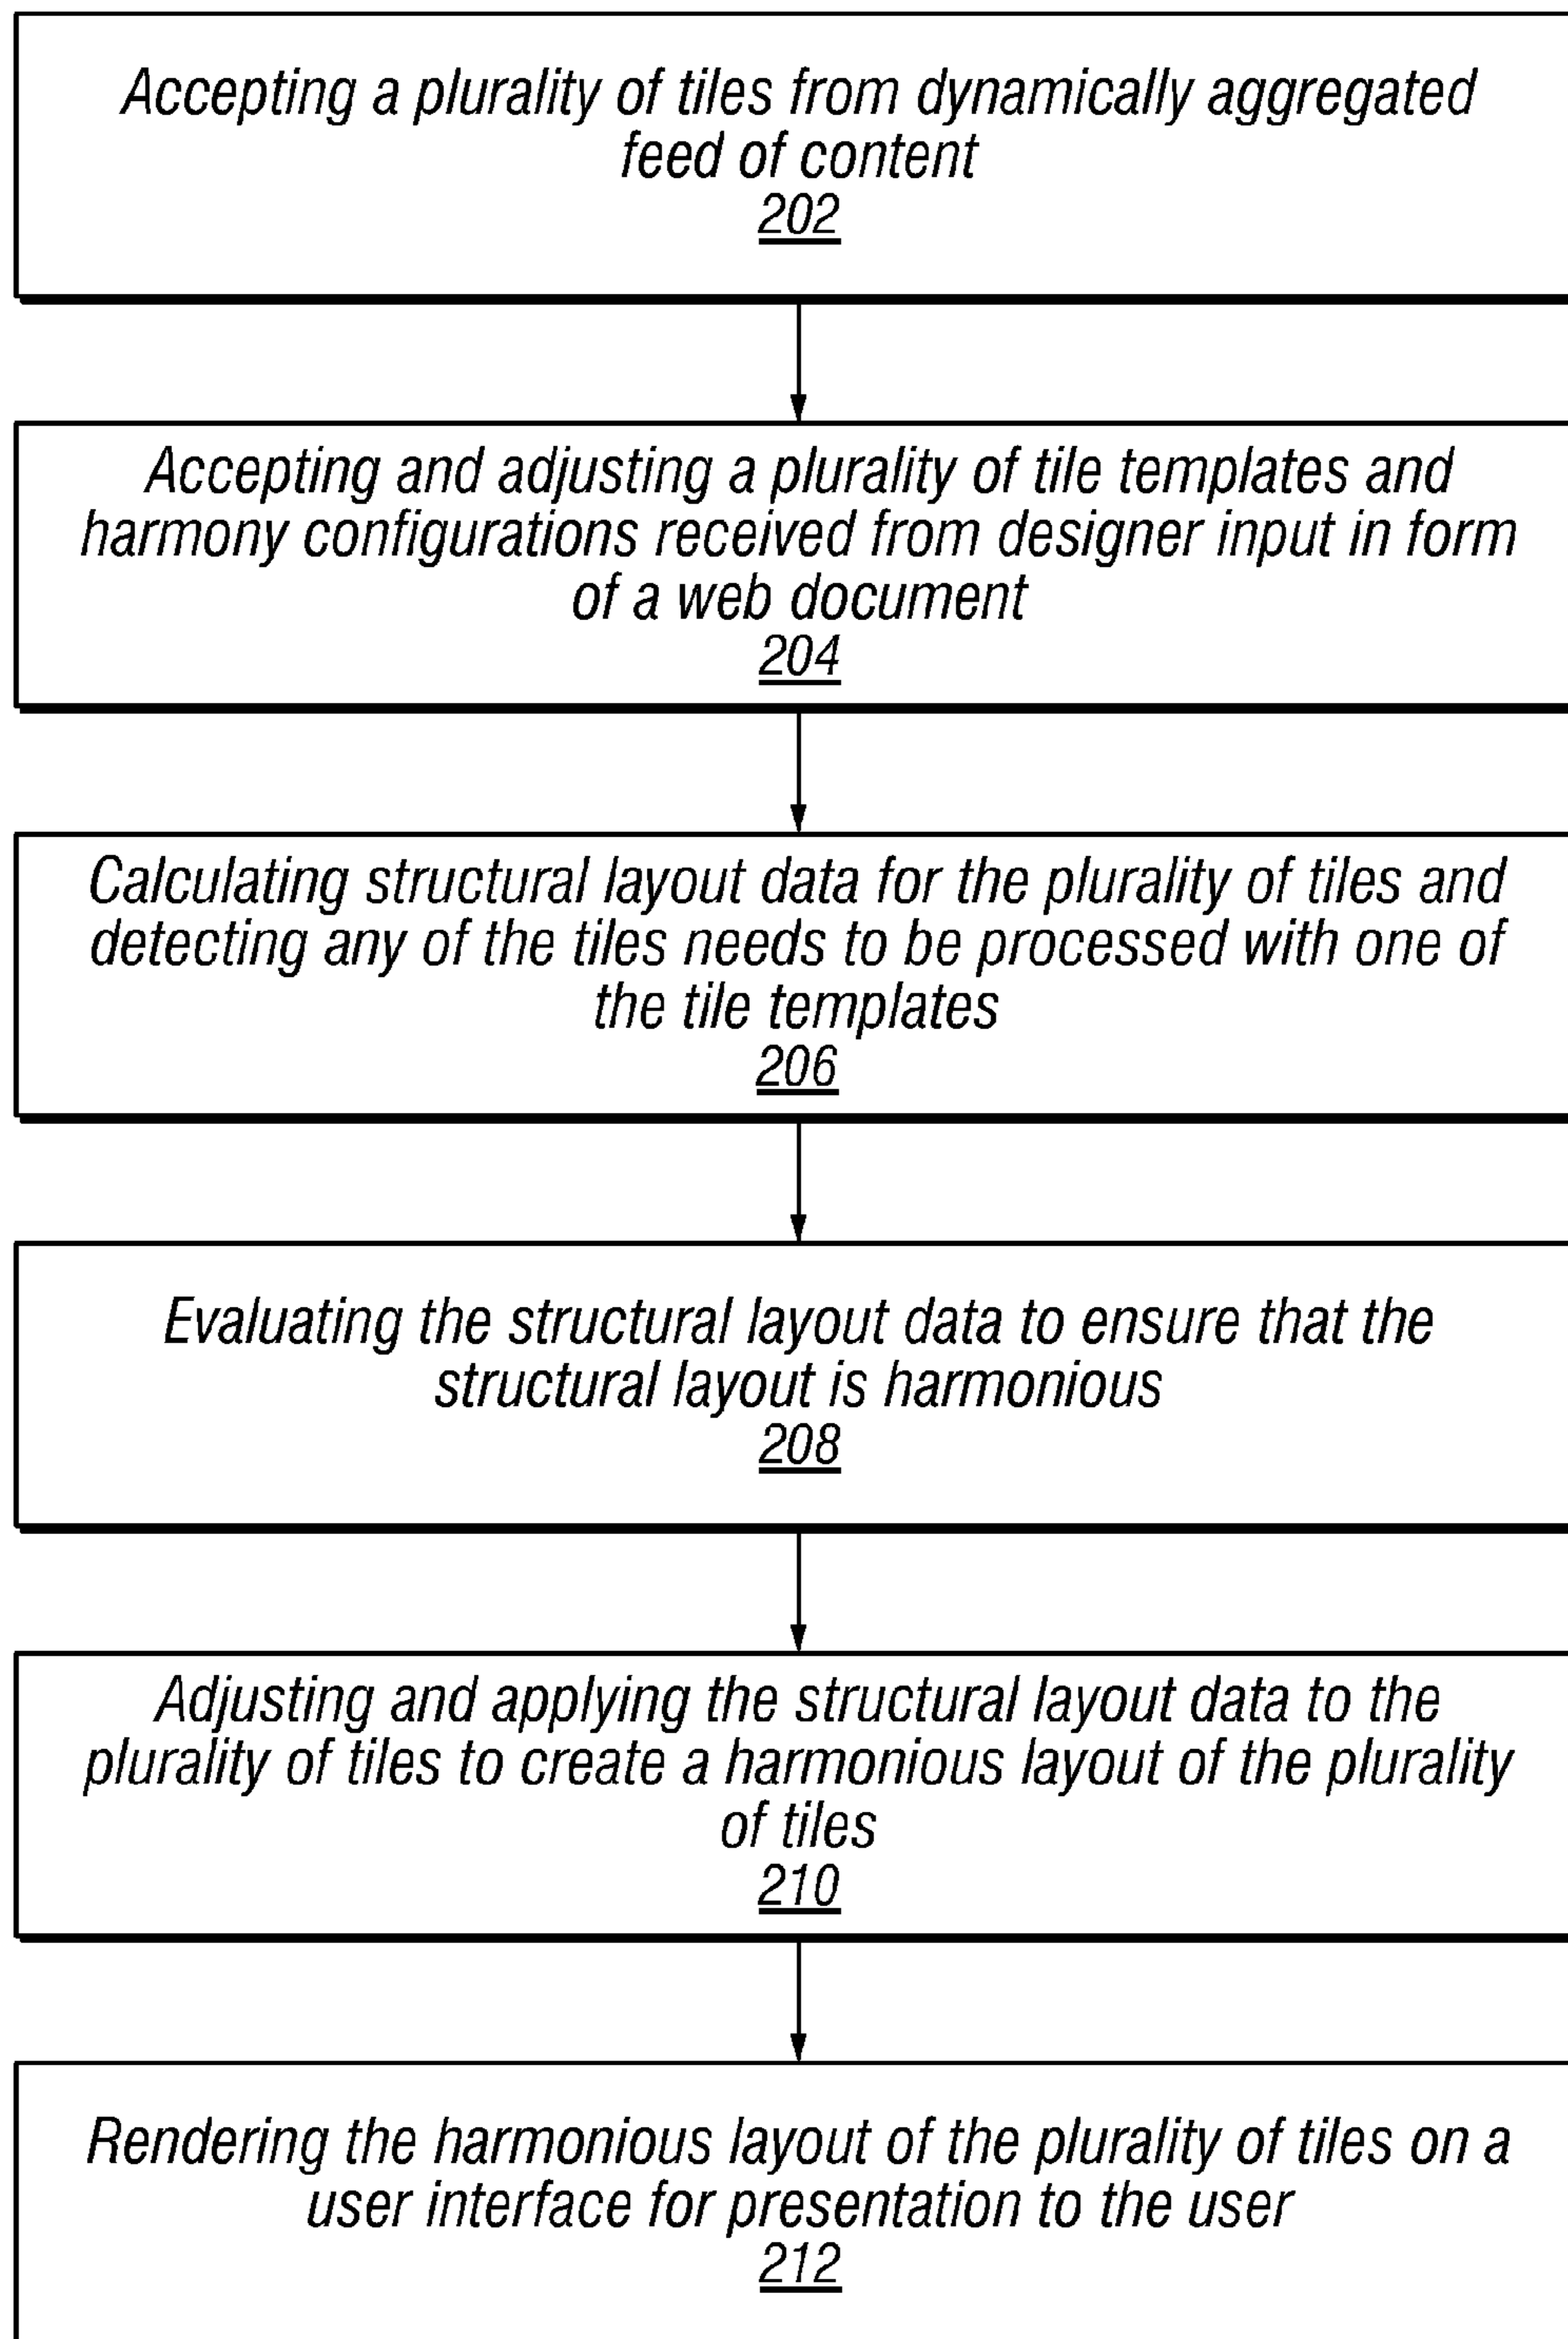 Accepting a plurality of tiles from dynamically aggregated
feed of content
202
Accepting and adjusting a plurality of tile templates and
harmony configurations received from designer input in form
of a web document
204
Calculating structural layout data for the plurality of tiles and
detecting any of the tiles needs to be processed with one of
the tile templates
206
Evaluating the structural layout data to ensure that the
structural layout is harmonious
208
Adjusting and applying the structural layout data to the
plurality of tiles to create a harmonious layout of the plurality
of tiles
210
Rendering the harmonious layout of the plurality of tiles on a
user interface for presentation to the user
212